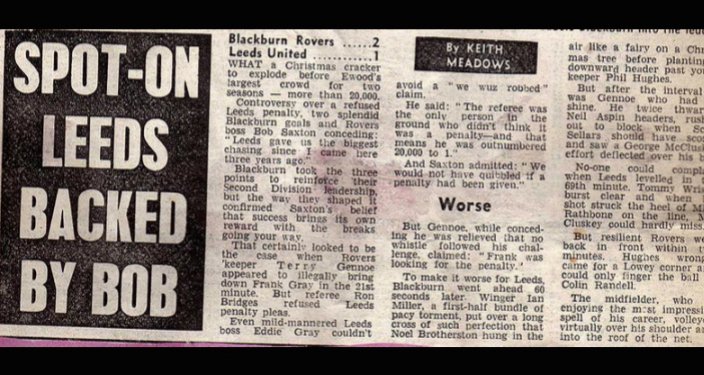 SPOT-ON
LEEDS
BACKED
BY BOB
Blackburn Rovers ......2
Leeds United ............1
WHAT a Christmas cracker
to explode before Ewood's
largest crowd for two
seasons — more than 20,000.
Controversy over a refused
Leeds penalty, two splendid
Blackburn goals and Rovers
boss Bob Saxton conceding:
"Leeds gave us the biggest
chasing since I came here
three years ago."
Blackburn took the three
points to reinforce their
Second Division leadership,
but the way they shaped it
confirmed Saxton's belief
that success brings its own
reward with the breaks
going your way.
That certainly looked to be
the case when Rovers
'keeper Terry Gennoe
appeared to illegally bring
down Frank Gray in the 21st
minute. But referee Ron
Bridges refused Leeds
penalty pleas.
Even mild-mannered Leeds
boss Eddie Gray couldn't
By KEITH
MEADOWS
avoid a "we wuz robbed"
claim.
He said: "The referee was
the only person in the
ground who didn't think it
was a penalty—and that
means he was outnumbered
20,000 to 1."
And Saxton admitted: "We
would not have quibbled if a
penalty had been given."
Worse
But Gennoe, while conced-
ing he was relieved that no
whistle followed his chal-
lenge, claimed: "Frank was
looking for the penalty."
To make it worse for Leeds,
Blackburn went ahead 60
seconds later. Winger Ian
Miller, a first-half bundle of
pacy torment, put over a long
cross of such perfection that
Noel Brotherston hung in the
air like a fairy on a Chr
mas tree before planting
downward header past yo
keeper Phil Hughes.
But after the interval
was Gennoe who had
shine. He twice thwar
Neil Aspin headers, rush
out to block when Sc
Sellars should have sco
and saw a George McClus
effort deflected over his b
No-one could compl
when Leeds levelled i
69th minute. Tommy Wri
burst clear and when
shot struck the heel of Mi
Rathbone on the line, M
Cluskey could hardly miss
But resilient Rovers we
back in front within t
minutes. Hughes wrong
came for a Lowey corner a
could only finger the ball
Colin Randell.
The midfielder, who
enjoying the most impressi
spell of his career, volley
virtually over his shoulder a
into the roof of the net.